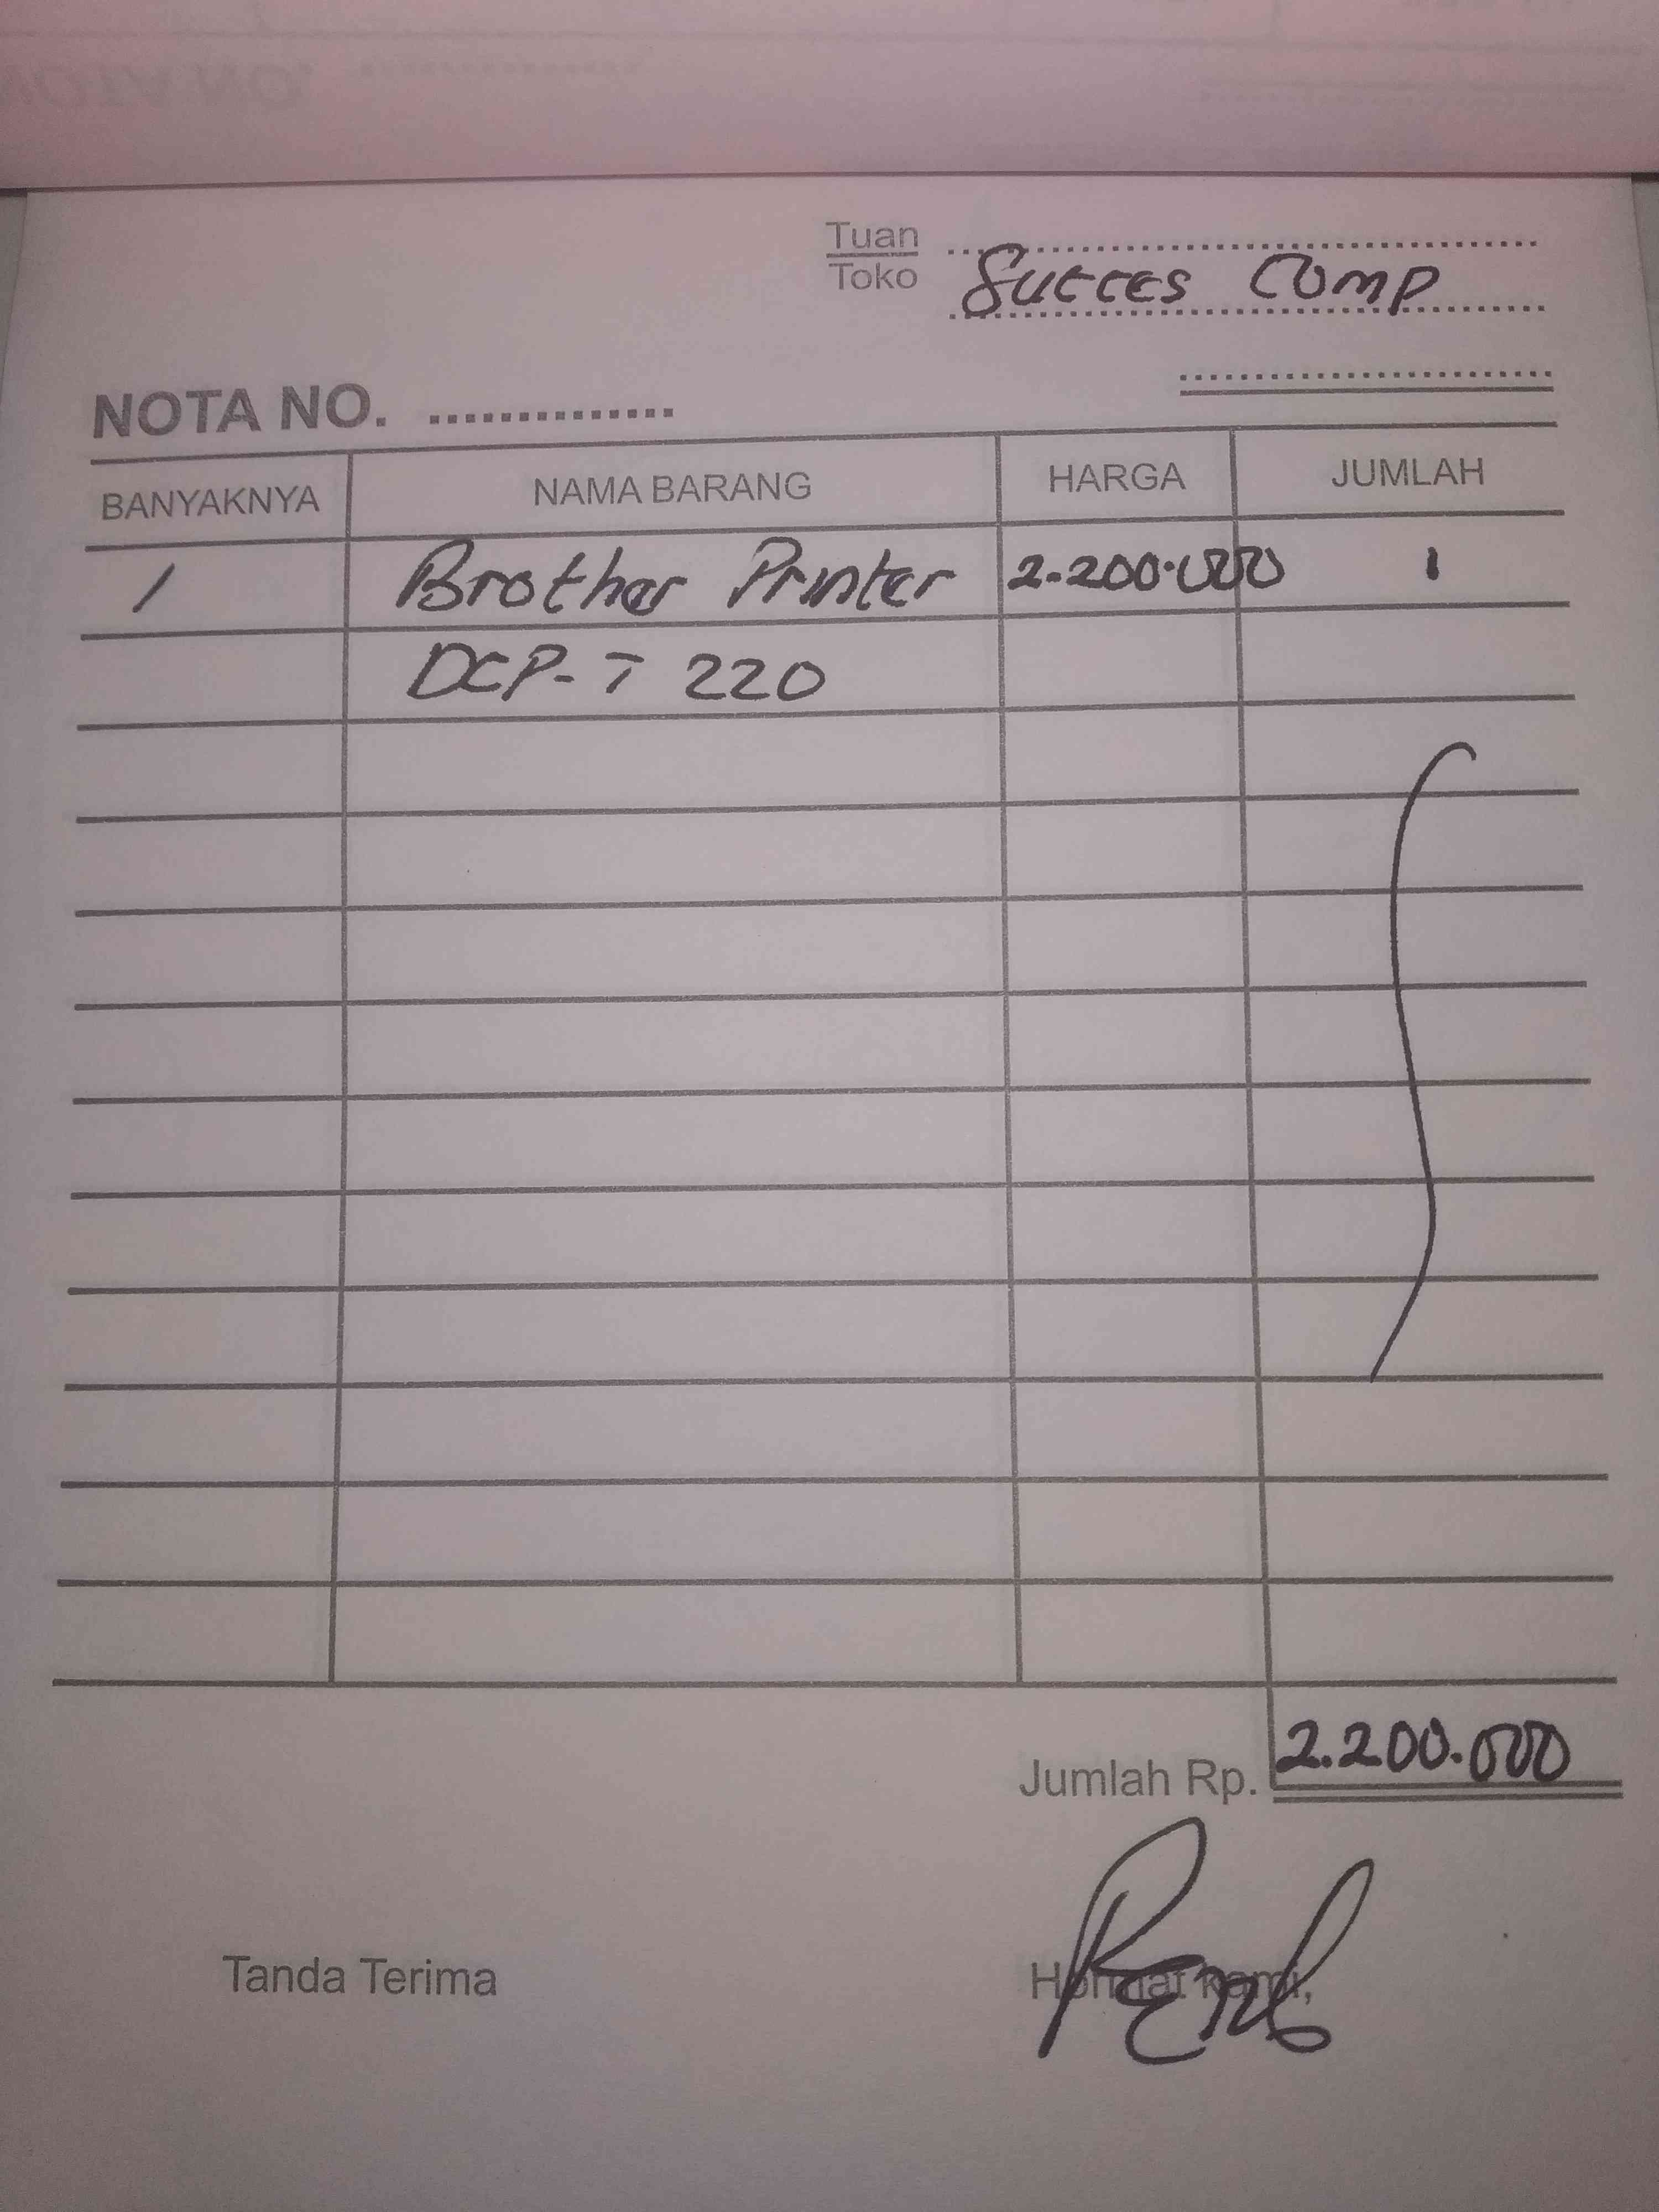 Tuan
Toko Succes Comp
NOTA NO. ..............
BANYAKNYA NAMA BARANG HARGA JUMLAH
1 Brother Printer 2.200.000 1
DCP-T 220
Jumlah Rp. 2.200.000
Tanda Terima Hormat kami,